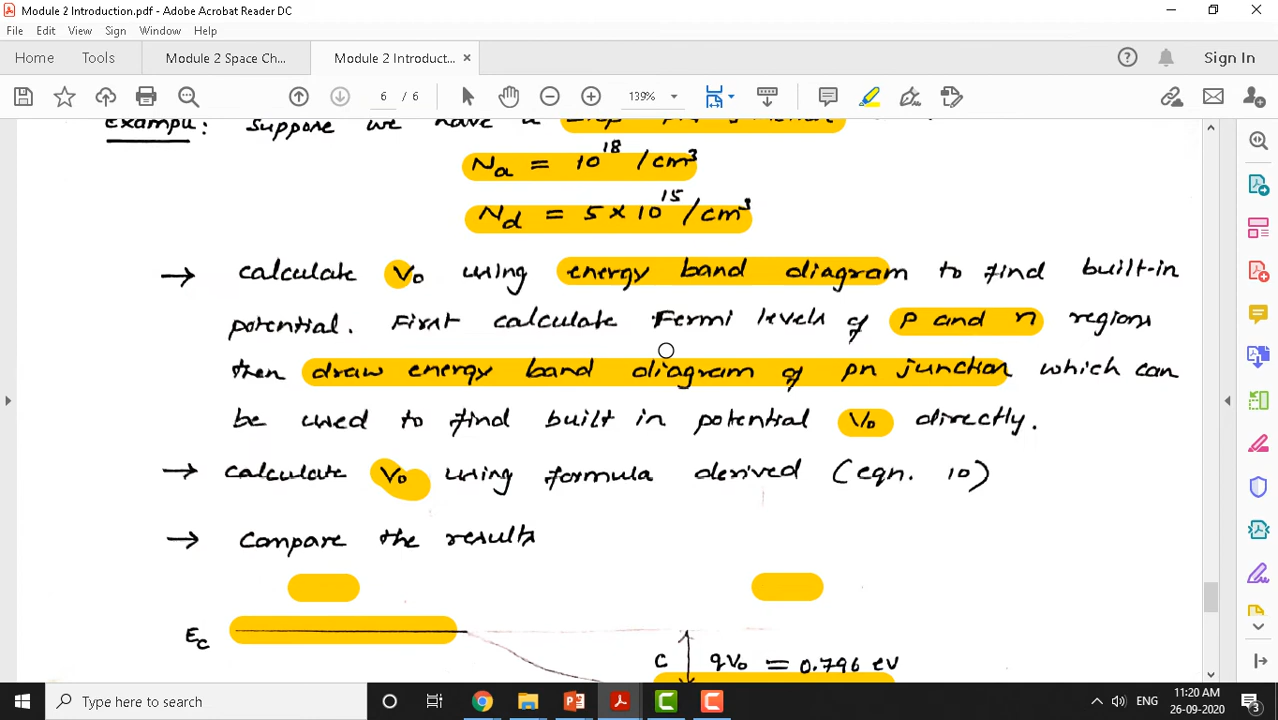 Module 2 Introduction.pdf - Adobe Acrobat Reader DC
File Edit View Sign Window Help
Home Tools Module 2 Space Ch... Module 2 Introduct... × Sign In
6 / 6 139%
Example: Suppose we have a
Na = 10^18 /cm^3
Nd = 5 × 10^15 /cm^3
→ calculate V0 using energy band diagram to find built-in
potential. First calculate Fermi levels of P and n regions
then draw energy band diagram of pn junction which can
be used to find built in potential V0 directly.
→ calculate V0 using formula derived (eqn. 10)
→ Compare the results
Ec
C qV0 = 0.796 eV
Type here to search
ENG
11:20 AM
26-09-2020
3